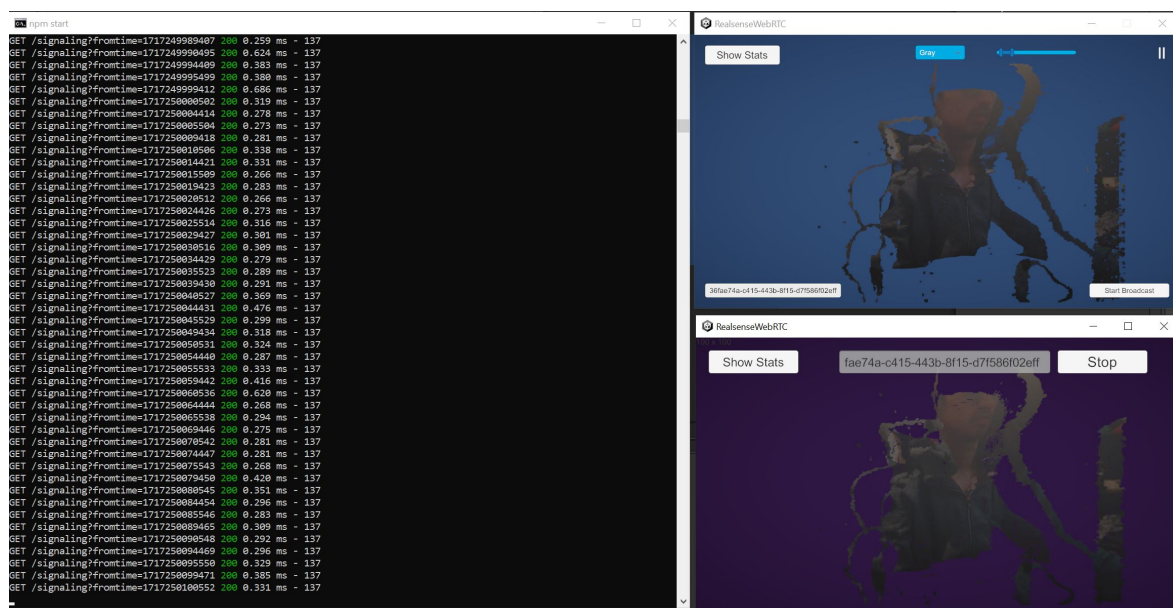 npm start
GET /signaling?fromtime=1717249989407 200 0.259 ms - 137
GET /signaling?fromtime=1717249990495 200 0.624 ms - 137
GET /signaling?fromtime=1717249994409 200 0.383 ms - 137
GET /signaling?fromtime=1717249995499 200 0.380 ms - 137
GET /signaling?fromtime=1717249999412 200 0.686 ms - 137
GET /signaling?fromtime=1717250000502 200 0.319 ms - 137
GET /signaling?fromtime=1717250004414 200 0.278 ms - 137
GET /signaling?fromtime=1717250005504 200 0.273 ms - 137
GET /signaling?fromtime=1717250009418 200 0.281 ms - 137
GET /signaling?fromtime=1717250010506 200 0.338 ms - 137
GET /signaling?fromtime=1717250014421 200 0.331 ms - 137
GET /signaling?fromtime=1717250015509 200 0.266 ms - 137
GET /signaling?fromtime=1717250019423 200 0.283 ms - 137
GET /signaling?fromtime=1717250020512 200 0.266 ms - 137
GET /signaling?fromtime=1717250024426 200 0.273 ms - 137
GET /signaling?fromtime=1717250025514 200 0.316 ms - 137
GET /signaling?fromtime=1717250029427 200 0.301 ms - 137
GET /signaling?fromtime=1717250030516 200 0.309 ms - 137
GET /signaling?fromtime=1717250034429 200 0.279 ms - 137
GET /signaling?fromtime=1717250035523 200 0.289 ms - 137
GET /signaling?fromtime=1717250039430 200 0.291 ms - 137
GET /signaling?fromtime=1717250040527 200 0.369 ms - 137
GET /signaling?fromtime=1717250044431 200 0.476 ms - 137
GET /signaling?fromtime=1717250045529 200 0.299 ms - 137
GET /signaling?fromtime=1717250049434 200 0.318 ms - 137
GET /signaling?fromtime=1717250050531 200 0.324 ms - 137
GET /signaling?fromtime=1717250054440 200 0.287 ms - 137
GET /signaling?fromtime=1717250055533 200 0.333 ms - 137
GET /signaling?fromtime=1717250059442 200 0.416 ms - 137
GET /signaling?fromtime=1717250060536 200 0.620 ms - 137
GET /signaling?fromtime=1717250064444 200 0.268 ms - 137
GET /signaling?fromtime=1717250065538 200 0.294 ms - 137
GET /signaling?fromtime=1717250069446 200 0.275 ms - 137
GET /signaling?fromtime=1717250070542 200 0.281 ms - 137
GET /signaling?fromtime=1717250074447 200 0.281 ms - 137
GET /signaling?fromtime=1717250075543 200 0.268 ms - 137
GET /signaling?fromtime=1717250079450 200 0.420 ms - 137
GET /signaling?fromtime=1717250080545 200 0.351 ms - 137
GET /signaling?fromtime=1717250084454 200 0.296 ms - 137
GET /signaling?fromtime=1717250085546 200 0.283 ms - 137
GET /signaling?fromtime=1717250089465 200 0.309 ms - 137
GET /signaling?fromtime=1717250090548 200 0.292 ms - 137
GET /signaling?fromtime=1717250094469 200 0.296 ms - 137
GET /signaling?fromtime=1717250095550 200 0.329 ms - 137
GET /signaling?fromtime=1717250099471 200 0.385 ms - 137
GET /signaling?fromtime=1717250100552 200 0.331 ms - 137
RealsenseWebRTC
Show Stats
Gray
36fae74a-c415-443b-8f15-d7f586f02eff
Start Broadcast
RealsenseWebRTC
Show Stats
fae74a-c415-443b-8f15-d7f586f02eff
Stop